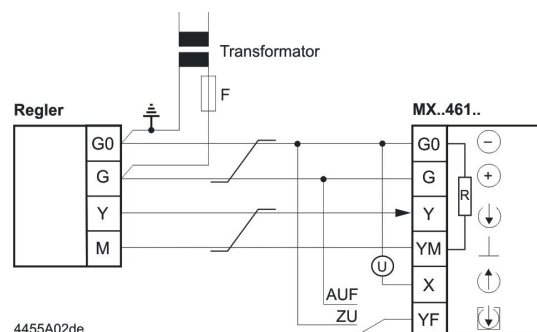 Transformator
F
Regler
MX..461..
G0
G0
−
G
G
+
R
Y
Y
M
YM
U
X
AUF
ZU
YF
4455A02de